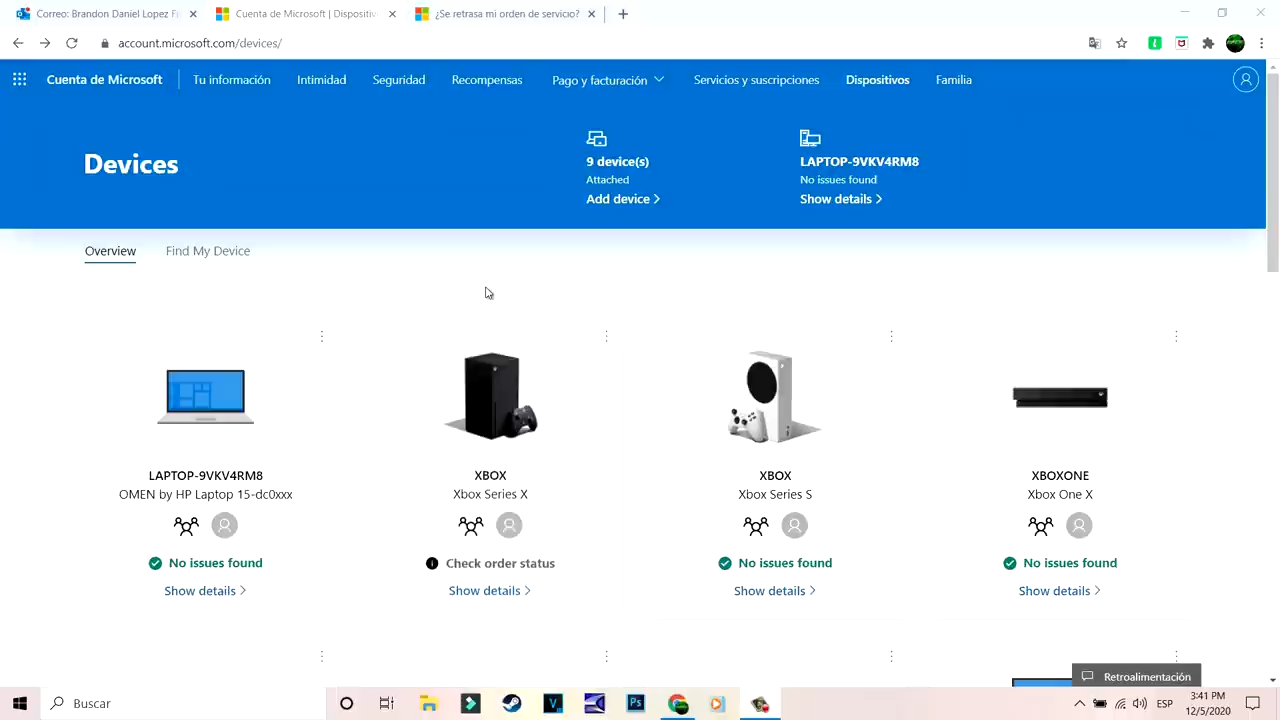 Correo: Brandon Daniel Lopez Fi
Cuenta de Microsoft | Dispositiv
¿Se retrasa mi orden de servicio?
account.microsoft.com/devices/
Cuenta de Microsoft
Tu información
Intimidad
Seguridad
Recompensas
Pago y facturación
Servicios y suscripciones
Dispositivos
Familia
Devices
9 device(s)
Attached
Add device
LAPTOP-9VKV4RM8
No issues found
Show details
Overview
Find My Device
LAPTOP-9VKV4RM8
OMEN by HP Laptop 15-dc0xxx
No issues found
Show details
XBOX
Xbox Series X
Check order status
Show details
XBOX
Xbox Series S
No issues found
Show details
XBOXONE
Xbox One X
No issues found
Show details
Retroalimentación
Buscar
Ps
ESP
3:41 PM
12/5/2020